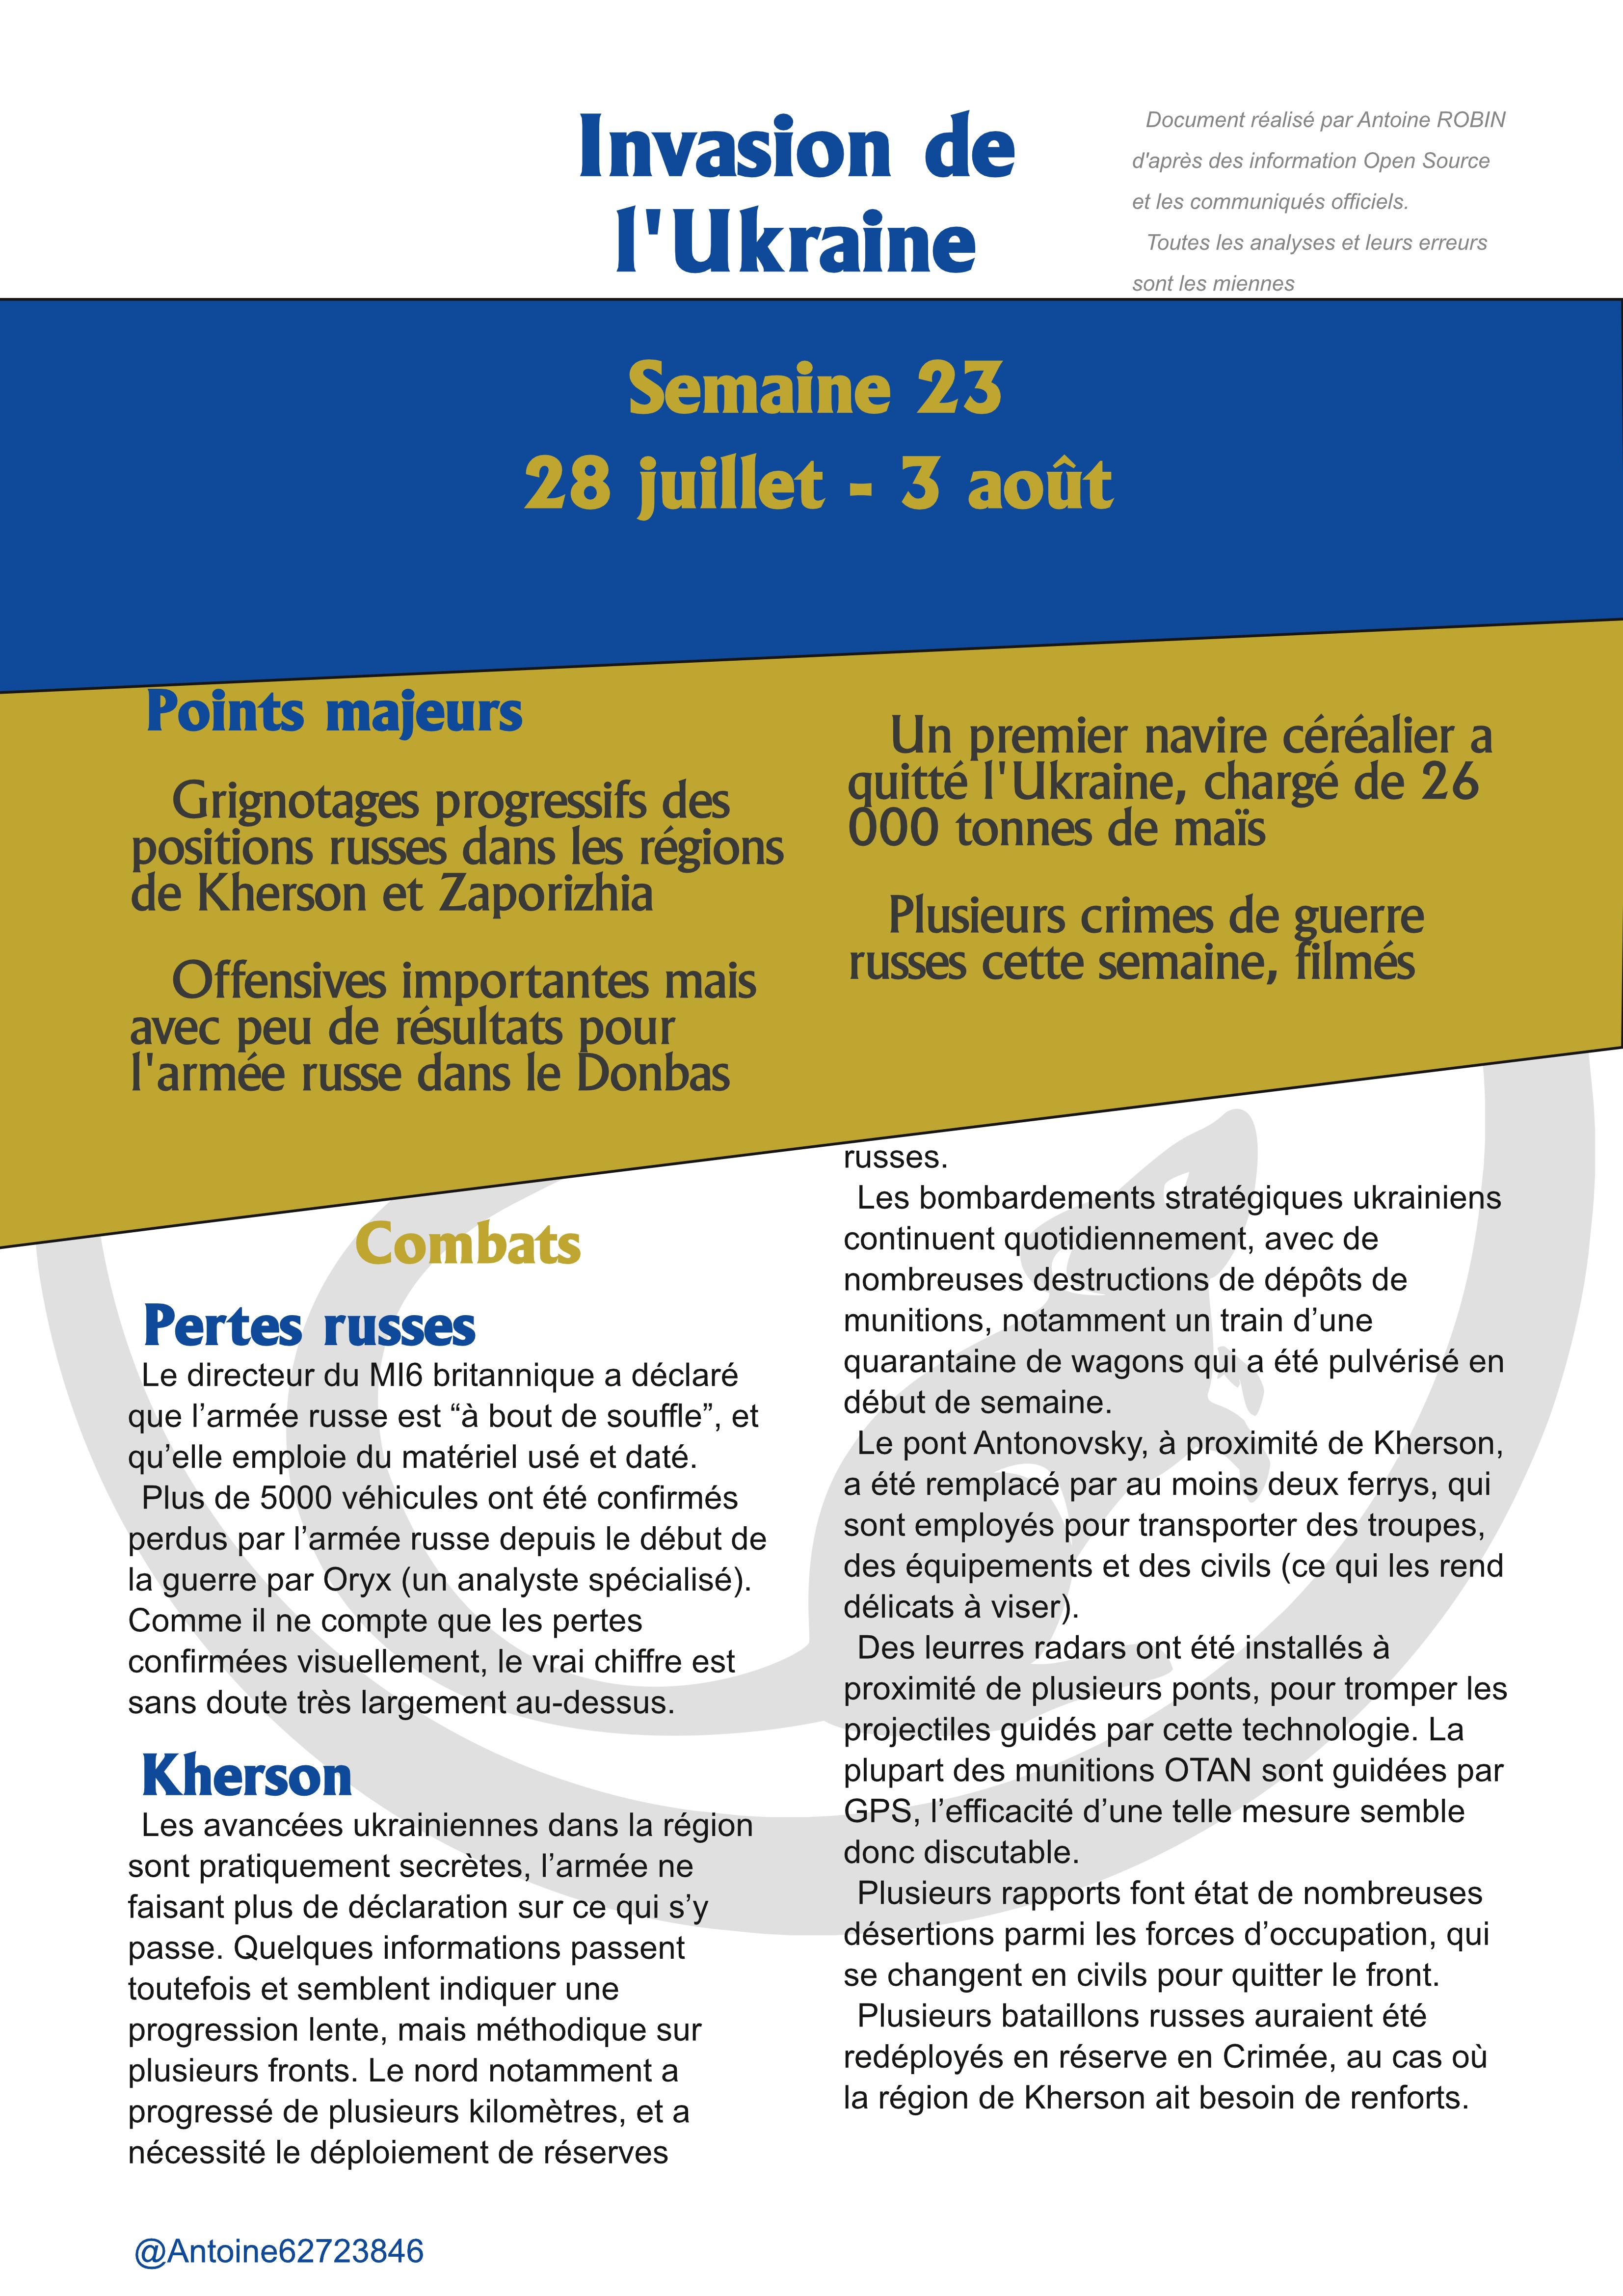 Invasion de
l'Ukraine
Document réalisé par Antoine ROBIN
d'après des information Open Source
et les communiqués officiels.
Toutes les analyses et leurs erreurs
sont les miennes
Semaine 23
28 juillet - 3 août
Points majeurs
Grignotages progressifs des
positions russes dans les régions
de Kherson et Zaporizhia
Offensives importantes mais
avec peu de résultats pour
l'armée russe dans le Donbas
Un premier navire céréalier a
quitté l'Ukraine, chargé de 26
000 tonnes de maïs
Plusieurs crimes de guerre
russes cette semaine, filmés
Combats
Pertes russes
Le directeur du MI6 britannique a déclaré
que l’armée russe est “à bout de souffle”, et
qu’elle emploie du matériel usé et daté.
Plus de 5000 véhicules ont été confirmés
perdus par l’armée russe depuis le début de
la guerre par Oryx (un analyste spécialisé).
Comme il ne compte que les pertes
confirmées visuellement, le vrai chiffre est
sans doute très largement au-dessus.
Kherson
Les avancées ukrainiennes dans la région
sont pratiquement secrètes, l’armée ne
faisant plus de déclaration sur ce qui s’y
passe. Quelques informations passent
toutefois et semblent indiquer une
progression lente, mais méthodique sur
plusieurs fronts. Le nord notamment a
progressé de plusieurs kilomètres, et a
nécessité le déploiement de réserves
russes.
Les bombardements stratégiques ukrainiens
continuent quotidiennement, avec de
nombreuses destructions de dépôts de
munitions, notamment un train d’une
quarantaine de wagons qui a été pulvérisé en
début de semaine.
Le pont Antonovsky, à proximité de Kherson,
a été remplacé par au moins deux ferrys, qui
sont employés pour transporter des troupes,
des équipements et des civils (ce qui les rend
délicats à viser).
Des leurres radars ont été installés à
proximité de plusieurs ponts, pour tromper les
projectiles guidés par cette technologie. La
plupart des munitions OTAN sont guidées par
GPS, l’efficacité d’une telle mesure semble
donc discutable.
Plusieurs rapports font état de nombreuses
désertions parmi les forces d’occupation, qui
se changent en civils pour quitter le front.
Plusieurs bataillons russes auraient été
redéployés en réserve en Crimée, au cas où
la région de Kherson ait besoin de renforts.
@Antoine62723846